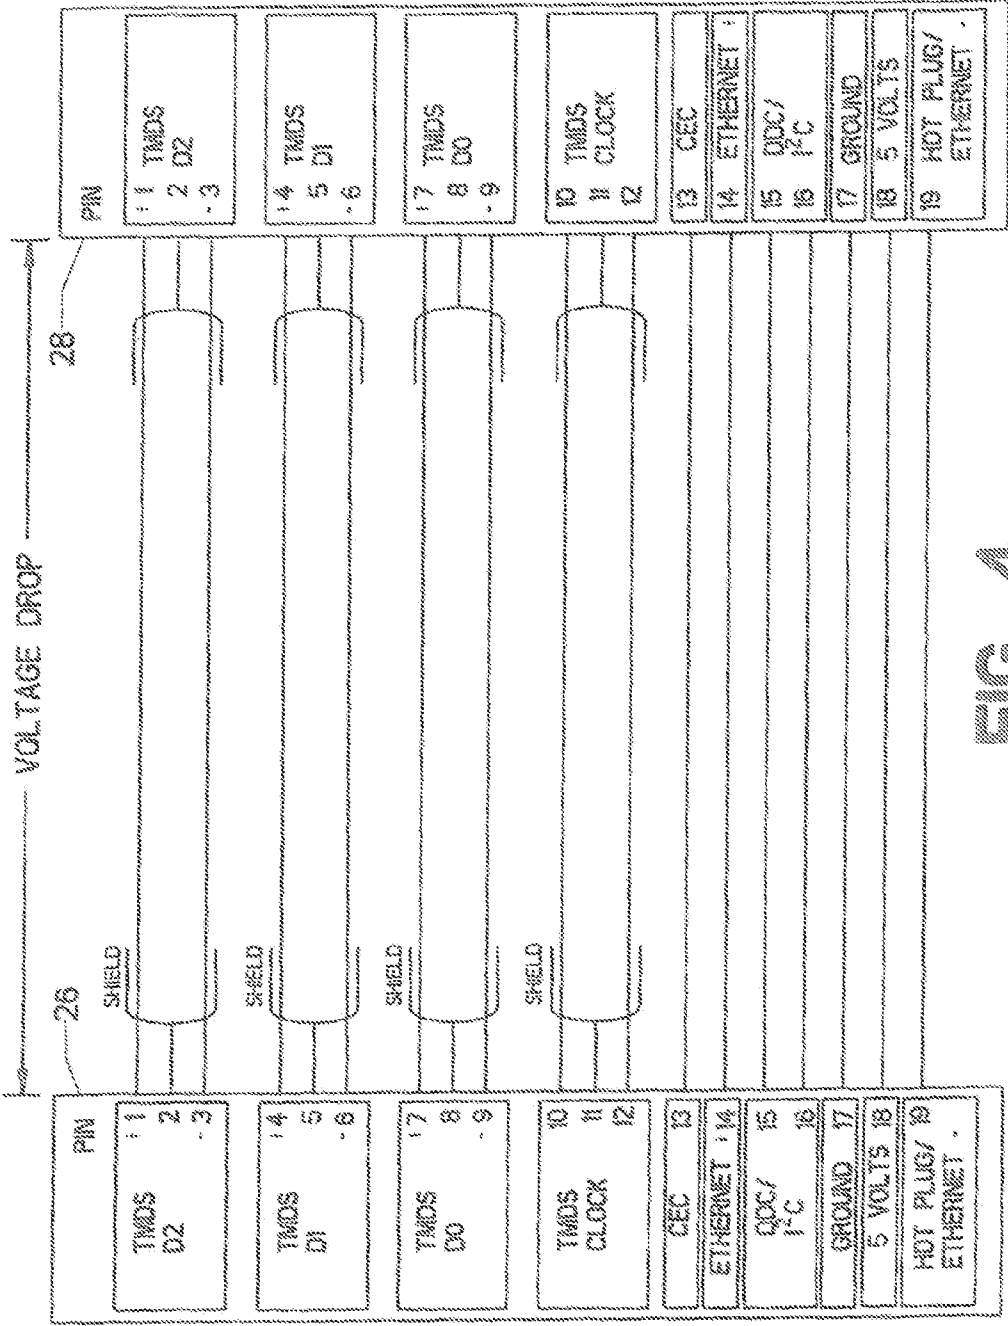 VOLTAGE DROP
26
28
PIN
TMDS
D2
+ 1
2
- 3
TMDS
D1
+ 4
5
- 6
TMDS
D0
+ 7
8
- 9
TMDS
CLOCK
10
11
12
CEC 13
ETHERNET + 14
DDC/
I²C
15
16
GROUND 17
5 VOLTS 18
HOT PLUG/ 19
ETHERNET -
SHIELD
SHIELD
SHIELD
SHIELD
PIN
+ 1
2
- 3
TMDS
D2
+ 4
5
- 6
TMDS
D1
+ 7
8
- 9
TMDS
D0
10
11
12
TMDS
CLOCK
13 CEC
14 ETHERNET +
15
16
DDC/
I²C
17 GROUND
18 5 VOLTS
19 HOT PLUG/
ETHERNET -
FIG. 4